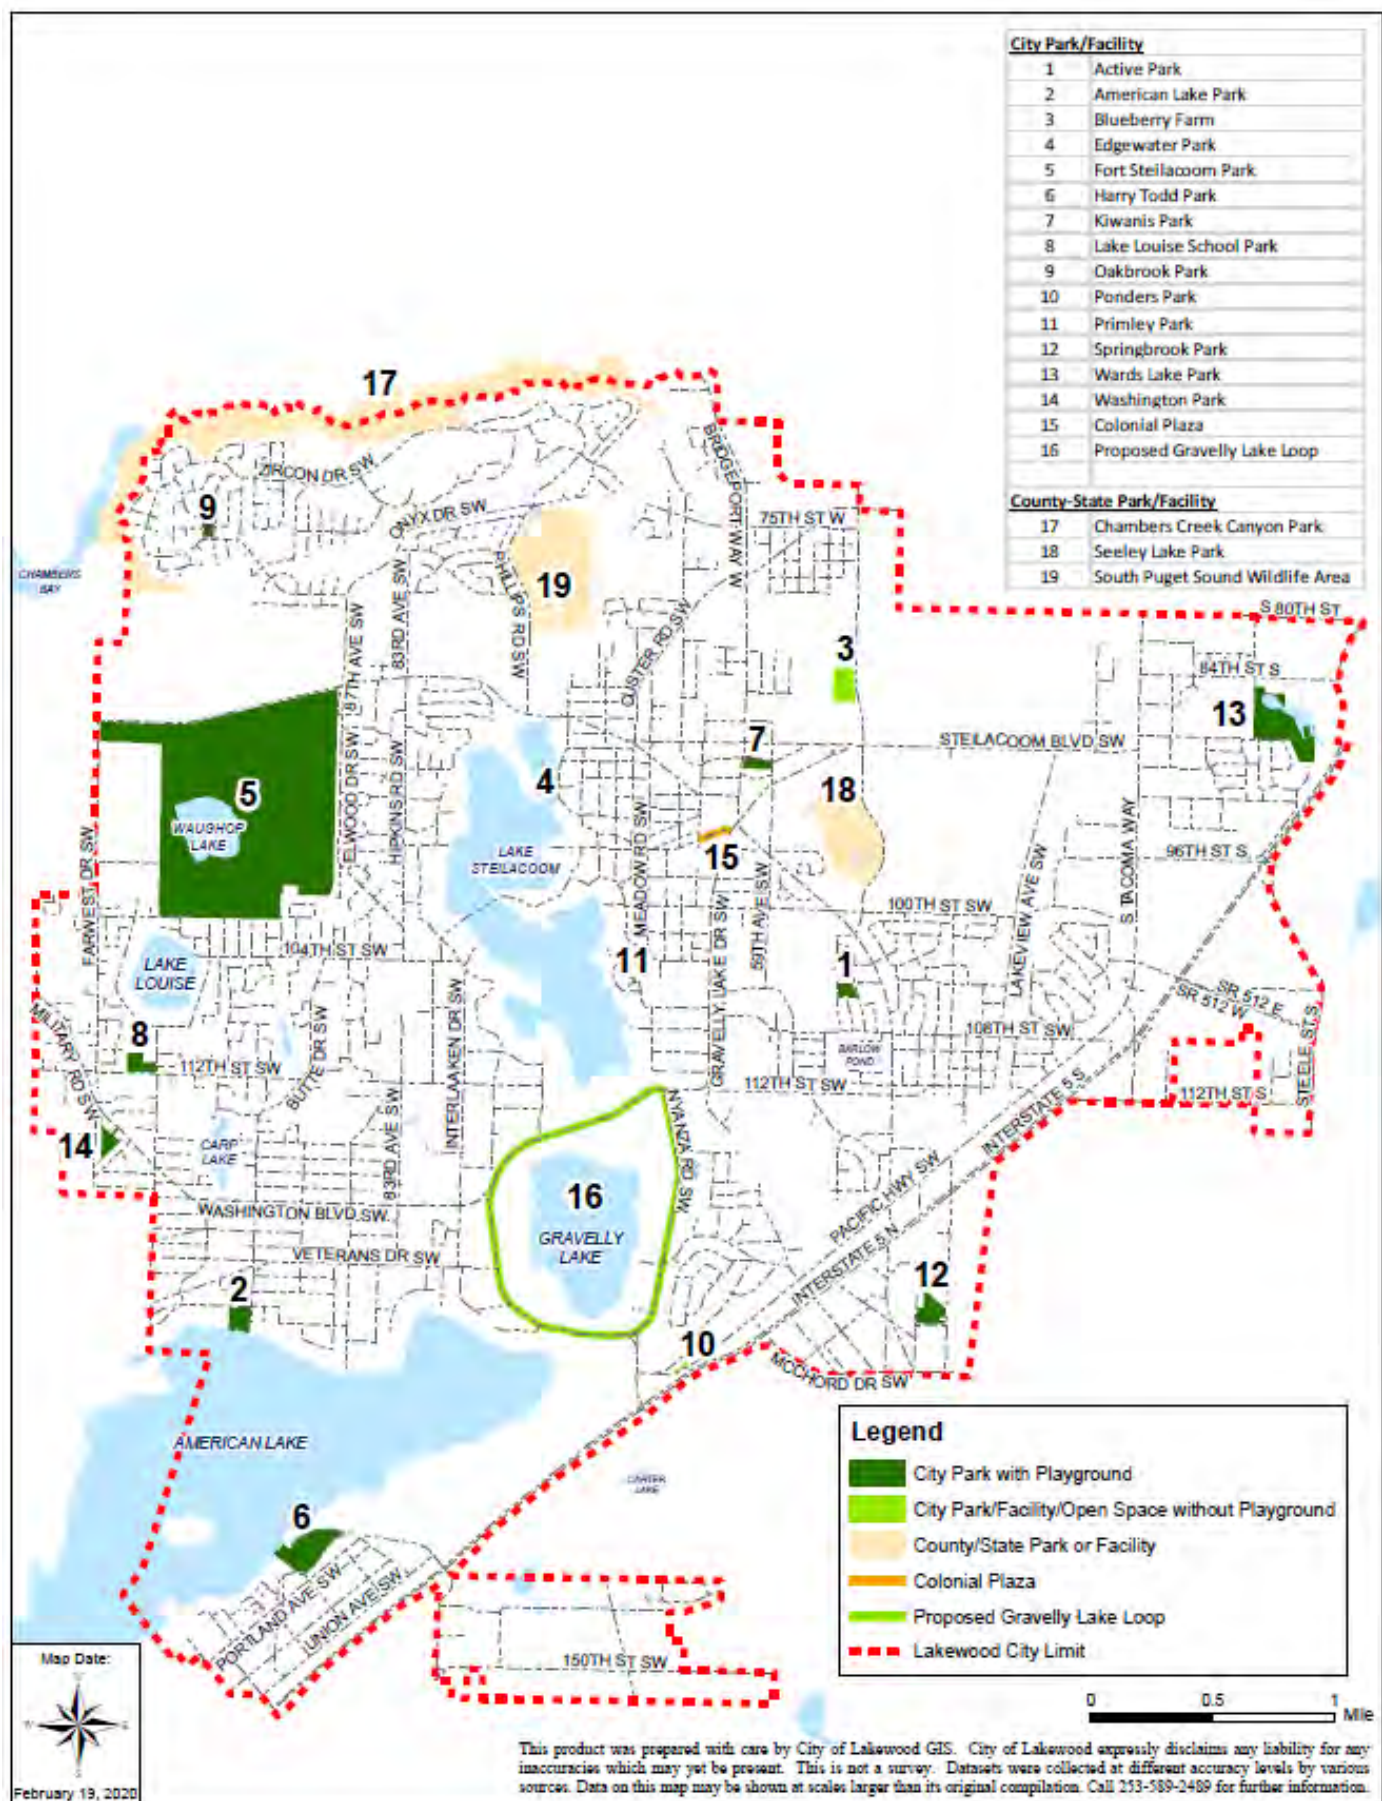 City Park/Facility
1 Active Park
2 American Lake Park
3 Blueberry Farm
4 Edgewater Park
5 Fort Steilacoom Park
6 Harry Todd Park
7 Kiwanis Park
8 Lake Louise School Park
9 Oakbrook Park
10 Ponders Park
11 Primley Park
12 Springbrook Park
13 Wards Lake Park
14 Washington Park
15 Colonial Plaza
16 Proposed Gravelly Lake Loop
County-State Park/Facility
17 Chambers Creek Canyon Park
18 Seeley Lake Park
19 South Puget Sound Wildlife Area
17
BRIDGEPORT WAY W
ZIRCON DR SW
9
ONYX DR SW
75TH ST W
CHAMBERS
BAY
PHILLIPS RD SW
19
83RD AVE SW
87TH AVE SW
CUSTER RD SW
S 80TH ST
3
84TH ST S
13
7
STEILACOOM BLVD SW
5
4
18
ELWOOD DR SW
HIPKINS RD SW
WAUGHOP
LAKE
LAKE
STEILACOOM
MEADOW RD SW
15
S TACOMA WAY
96TH ST S
FARWEST DR SW
LAKEVIEW AVE SW
100TH ST SW
59TH AVE SW
GRAVELLY LAKE DR SW
104TH ST SW
LAKE
LOUISE
11
1
INTERLAAKEN DR SW
SR 512 E
SR 512 W
MILITARY RD SW
8
108TH ST SW
BARLOW
POND
112TH ST SW
BUTTE DR SW
112TH ST SW
112TH ST S
STEELE ST S
NYANZA RD SW
INTERSTATE 5 S
14
CARP
LAKE
83RD AVE SW
PACIFIC HWY SW
16
WASHINGTON BLVD SW
GRAVELLY
LAKE
VETERANS DR SW
INTERSTATE 5 N
2
12
10
MCCHORD DR SW
AMERICAN LAKE
CARTER
LAKE
6
PORTLAND AVE SW
UNION AVE SW
150TH ST SW
Legend
City Park with Playground
City Park/Facility/Open Space without Playground
County/State Park or Facility
Colonial Plaza
Proposed Gravelly Lake Loop
Lakewood City Limit
Map Date:
N
W E
S
February 19, 2020
0 0.5 1
Mile
This product was prepared with care by City of Lakewood GIS. City of Lakewood expressly disclaims any liability for any
inaccuracies which may yet be present. This is not a survey. Datasets were collected at different accuracy levels by various
sources. Data on this map may be shown at scales larger than its original compilation. Call 253-589-2489 for further information.